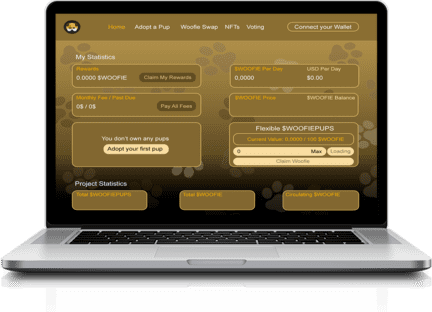 Home Adopt a Pup Woofie Swap NFTs Voting Connect your Wallet
My Statistics
Rewards
0.0000 $WOOFIE Claim My Rewards
$WOOFIE Per Day USD Per Day
0,0000 $0.00
Monthly Fee / Paid Due
0$ / 0$ Pay All Fees
$WOOFIE Price $WOOFIE Balance
You don't own any pups
Adopt your first pup
Flexible $WOOFIEPUPS
Current Value: 0,0000 / 100 $WOOFIE
0 Max Loading
Claim Woofie
Project Statistics
Total $WOOFIEPUPS Total $WOOFIE Circulating $WOOFIE